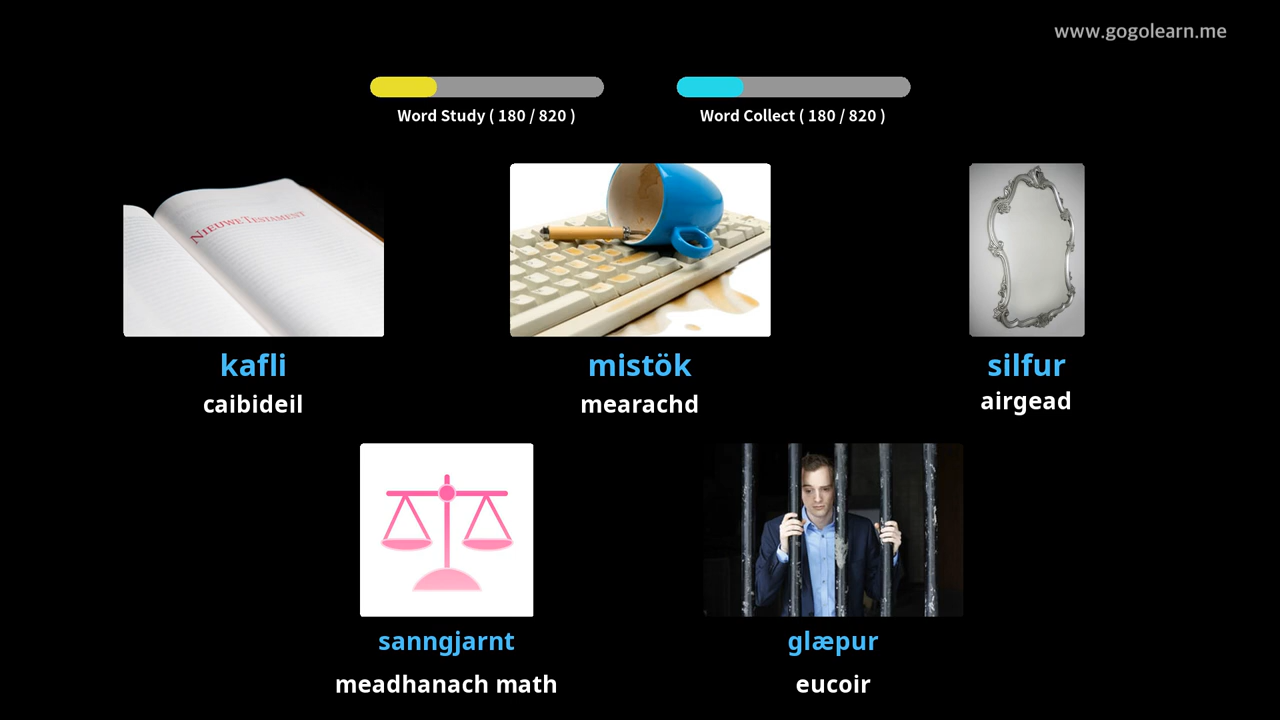 www.gogolearn.me
Word Study ( 180 / 820 )
Word Collect ( 180 / 820 )
NIEUWE TESTAMENT
kafli
caibideil
mistök
mearachd
silfur
airgead
sanngjarnt
meadhanach math
glæpur
eucoir